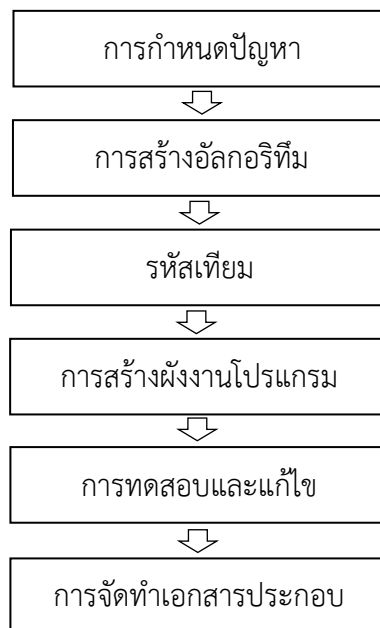 การกำหนดปัญหา
การสร้างอัลกอริทึม
รหัสเทียม
การสร้างผังงานโปรแกรม
การทดสอบและแก้ไข
การจัดทำเอกสารประกอบ